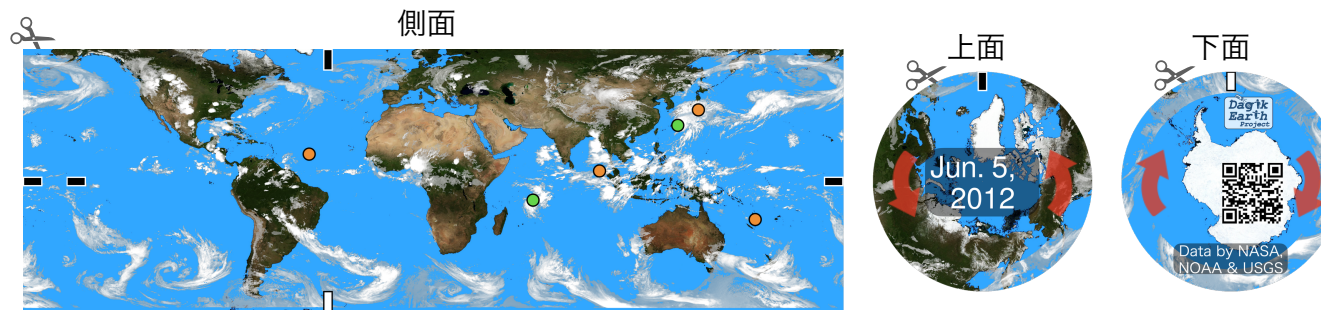 側面
上面
下面
Jun. 5,
2012
Dagik
Earth
Project
Data by NASA,
NOAA & USGS